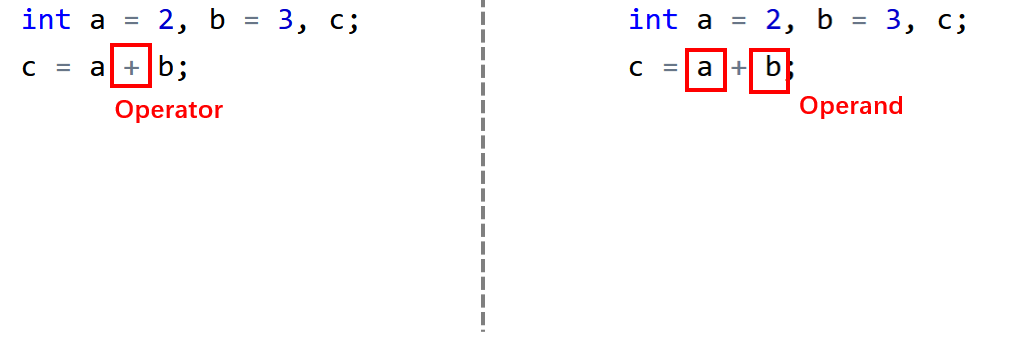 int a = 2, b = 3, c;
c = a + b;
Operator
int a = 2, b = 3, c;
c = a + b;
Operand